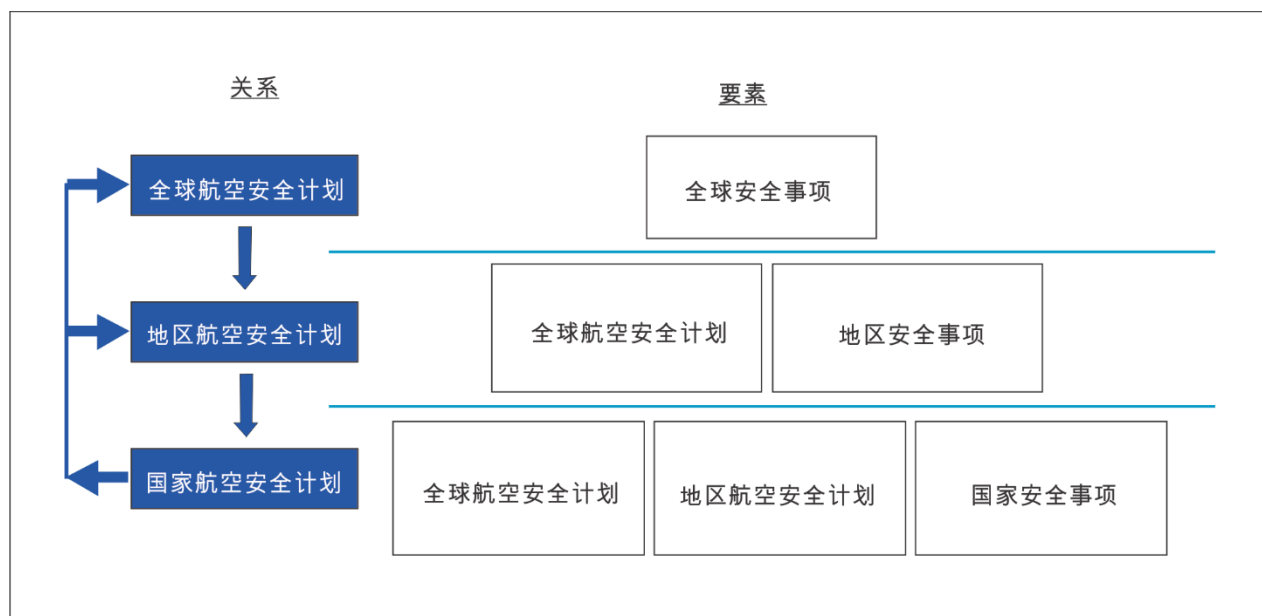 关系
要素
全球航空安全计划
全球安全事项
地区航空安全计划
全球航空安全计划
地区安全事项
国家航空安全计划
全球航空安全计划
地区航空安全计划
国家安全事项